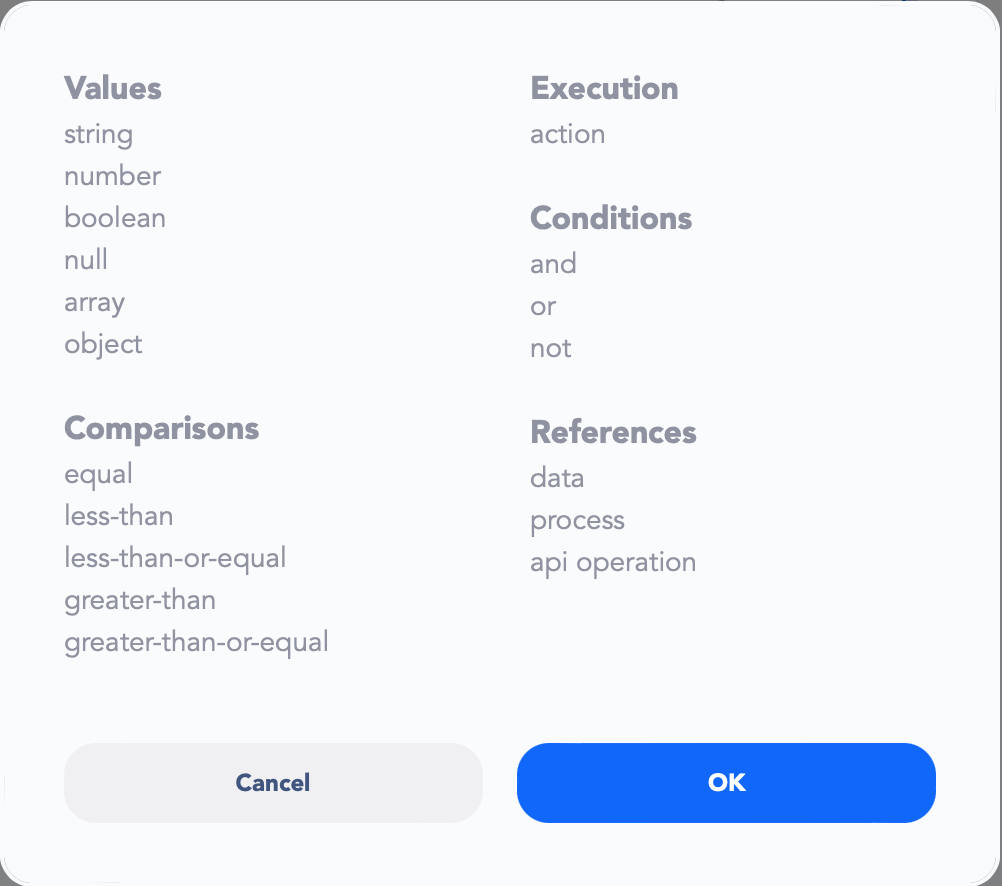 Values
string
number
boolean
null
array
object
Comparisons
equal
less-than
less-than-or-equal
greater-than
greater-than-or-equal
Execution
action
Conditions
and
or
not
References
data
process
api operation
Cancel
OK